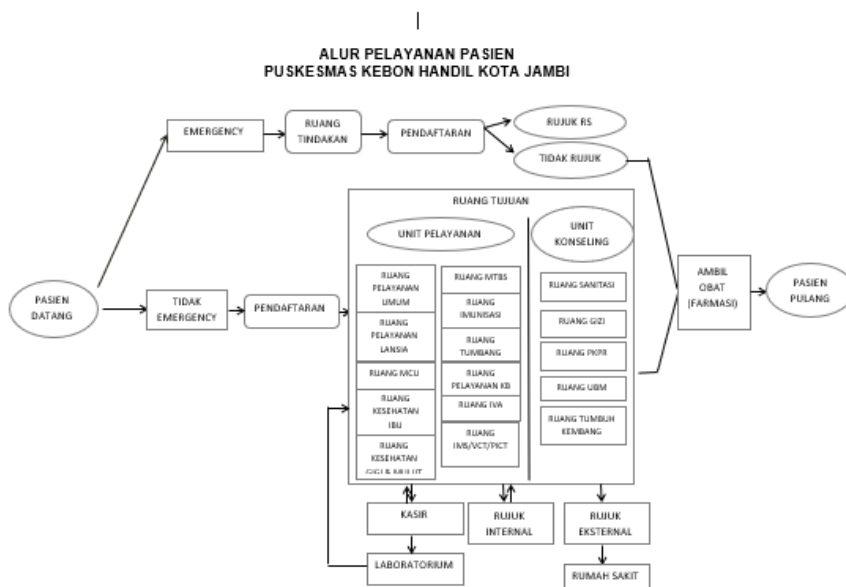 ALUR PELAYANAN PASIEN
PUSKESMAS KEBON HANDIL KOTA JAMBI
EMERGENCY
RUANG
TINDAKAN
PENDAFTARAN
RUJUK RS
TIDAK RUJUK
PASIEN
DATANG
TIDAK
EMERGENCY
PENDAFTARAN
RUANG TUJUAN
UNIT PELAYANAN
RUANG
PELAYANAN
UMUM
RUANG
PELAYANAN
LANSIA
RUANG MCU
RUANG
KESEHATAN
IBU
RUANG
KESEHATAN
GIGI & MULUT
RUANG MTBS
RUANG
IMUNISASI
RUANG
TUMBANG
RUANG
PELAYANAN KB
RUANG IVA
RUANG
IMS/VCT/PICT
UNIT
KONSELING
RUANG SANITASI
RUANG GIZI
RUANG PKPR
RUANG UBM
RUANG TUMBUH
KEMBANG
AMBIL
OBAT
(FARMASI)
PASIEN
PULANG
KASIR
LABORATORIUM
RUJUK
INTERNAL
RUJUK
EKSTERNAL
RUMAH SAKIT